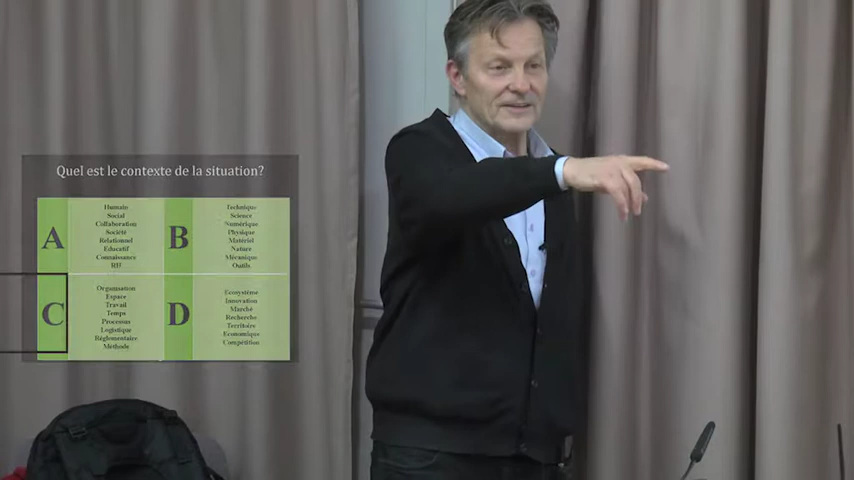 Quel est le contexte de la situation?
A
Humain
Social
Collaboration
Société
Relationnel
Educatif
Connaissance
RH
B
Technique
Science
Numérique
Physique
Matériel
Nature
Mécanique
Outils
C
Organisation
Espace
Travail
Temps
Processus
Logistique
Règlementaire
Méthode
D
Ecosystème
Innovation
Marché
Recherche
Territoire
Economique
Compétition